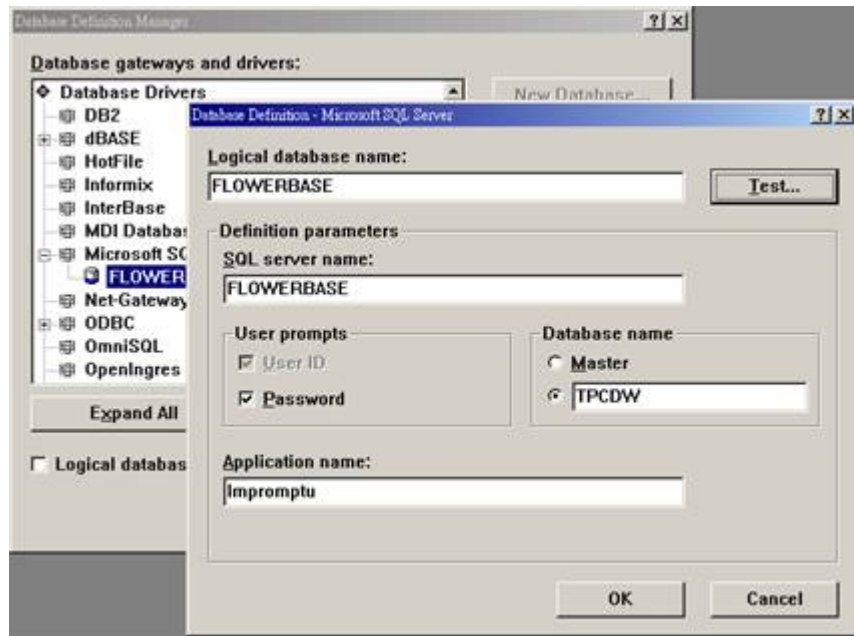 Database Definition Manager
Database gateways and drivers:
Database Drivers
New Database...
DB2
dBASE
HotFile
Informix
InterBase
MDI Databa
Microsoft SQ
FLOWER
Net-Gateway
ODBC
OmniSQL
OpenIngres
Expand All
Logical databas
Database Definition - Microsoft SQL Server
Logical database name:
FLOWERBASE
Test...
Definition parameters
SQL server name:
FLOWERBASE
User prompts
User ID
Password
Database name
Master
TPCDW
Application name:
Impromptu
OK
Cancel